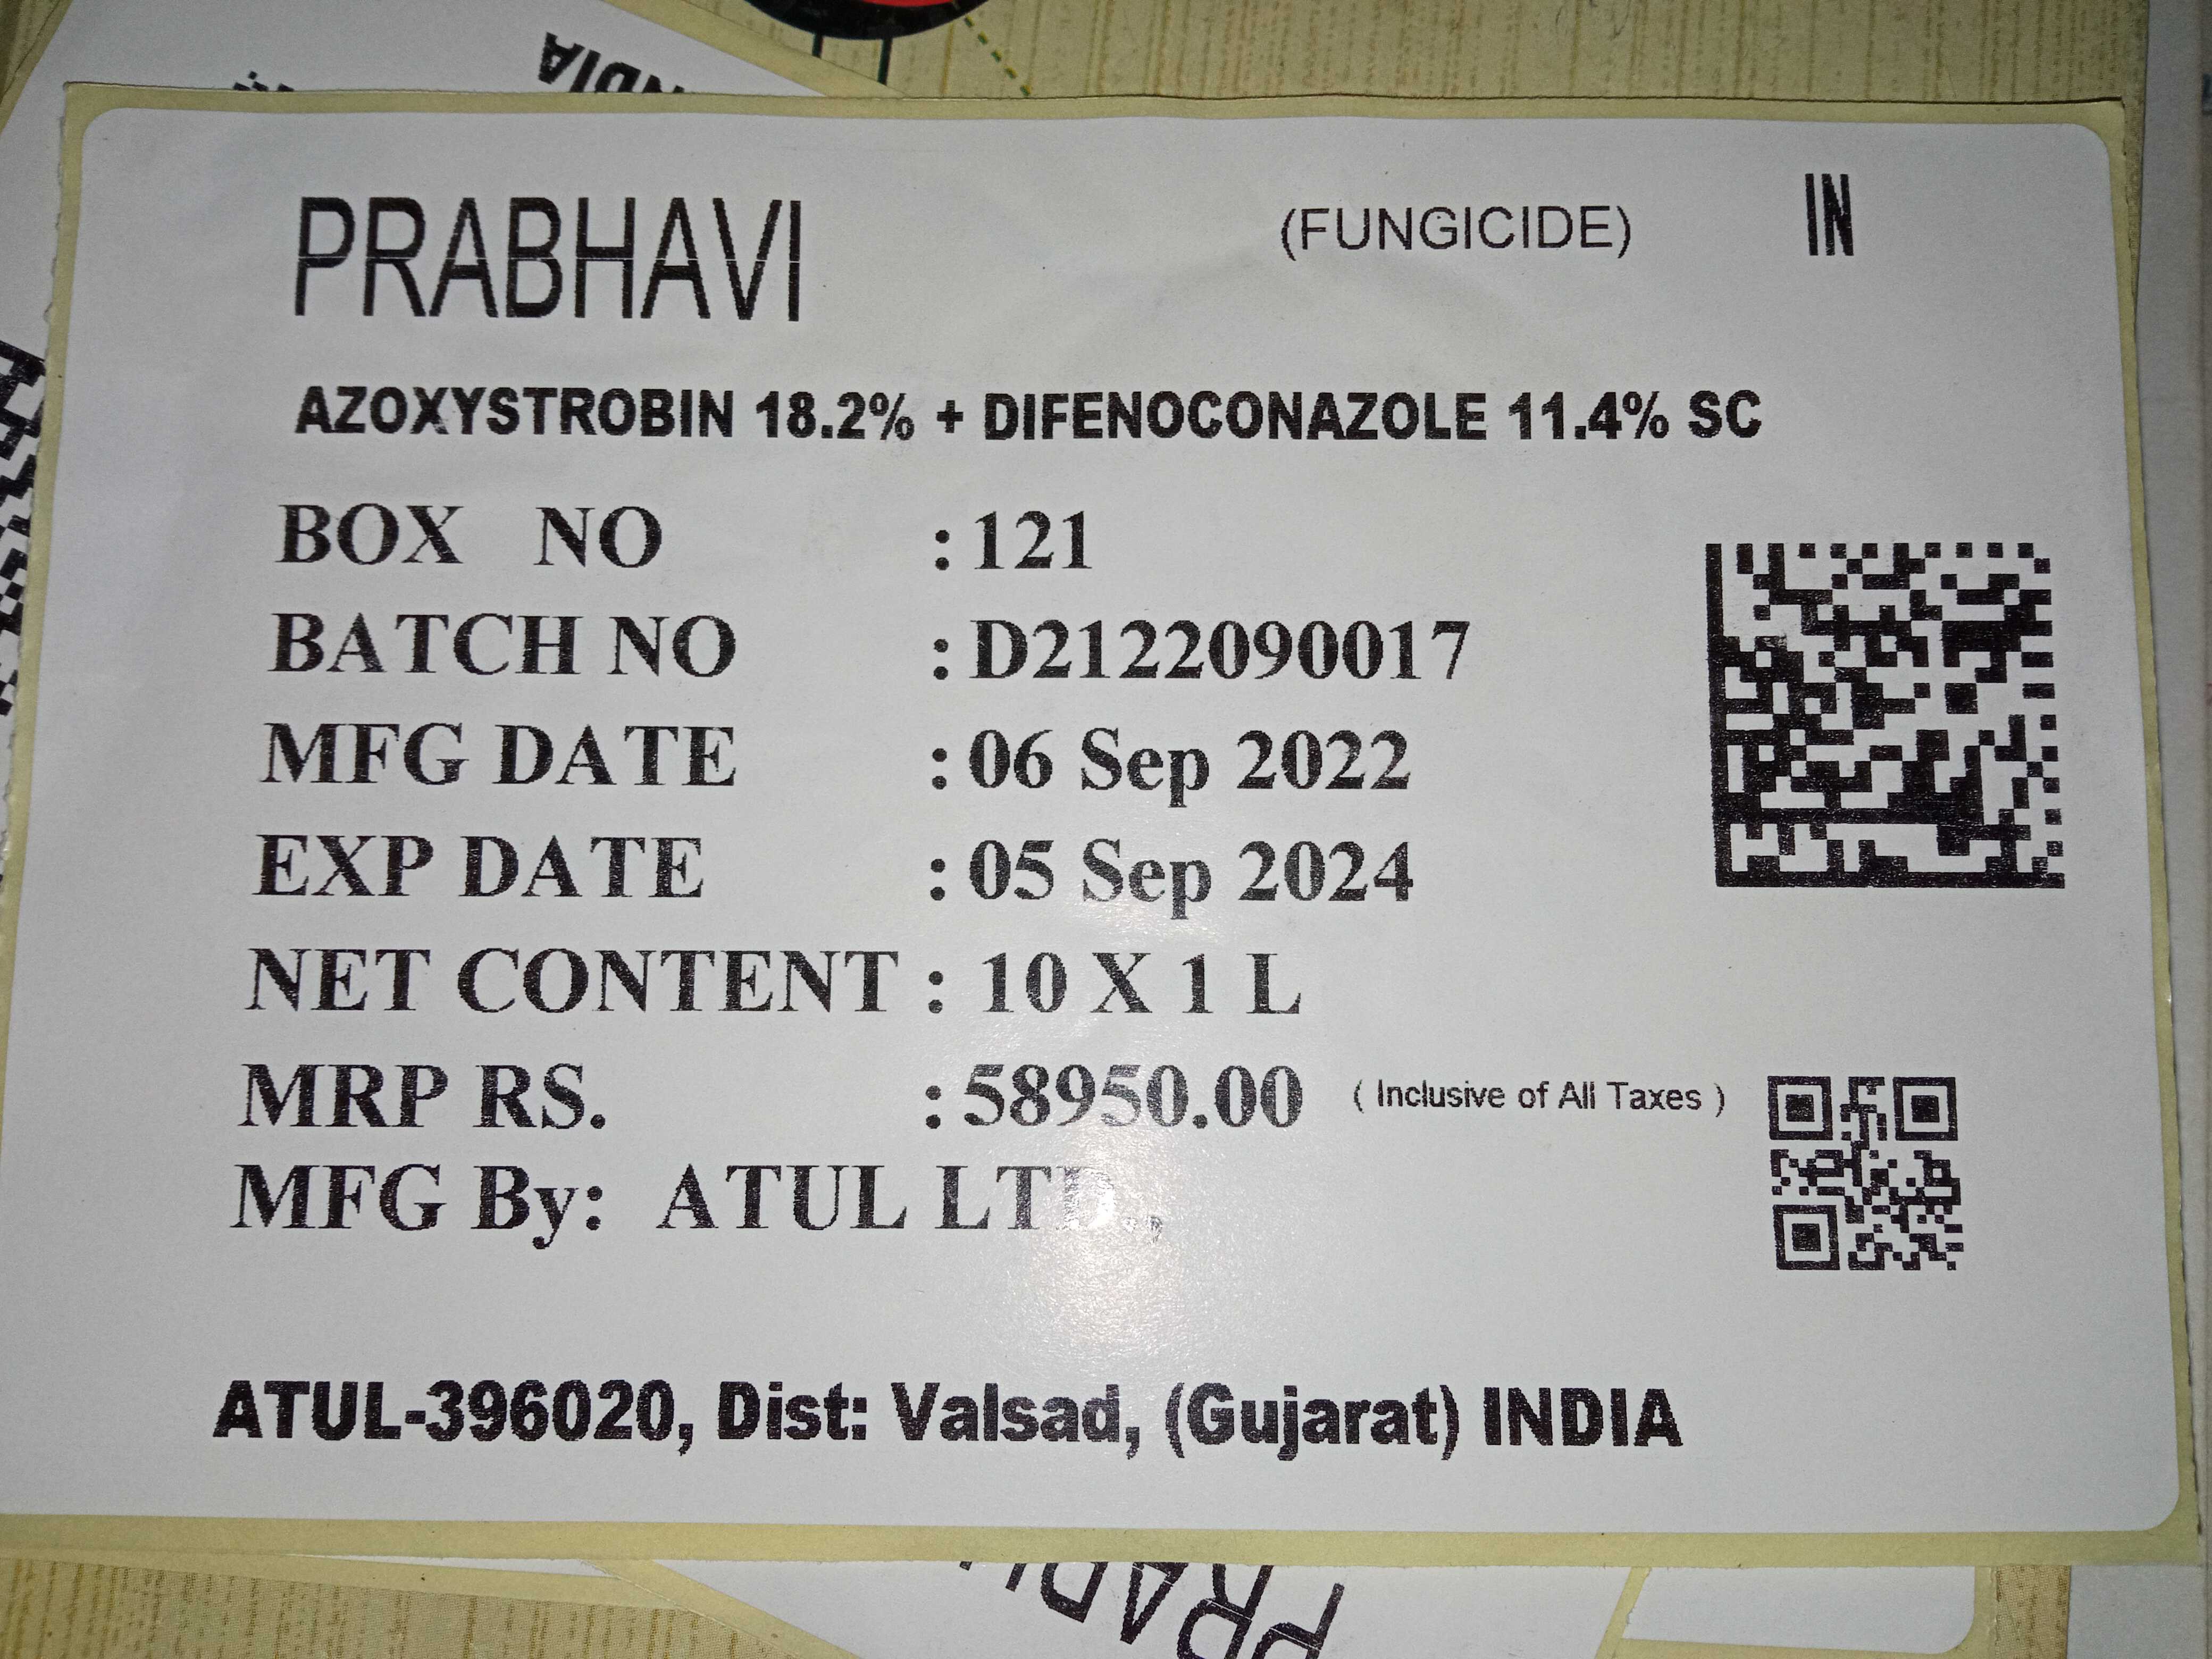 PRABHAVI (FUNGICIDE) IN
AZOXYSTROBIN 18.2% + DIFENOCONAZOLE 11.4% SC
BOX NO : 121
BATCH NO : D2122090017
MFG DATE : 06 Sep 2022
EXP DATE : 05 Sep 2024
NET CONTENT : 10 X 1 L
MRP RS. : 58950.00 ( Inclusive of All Taxes )
MFG By: ATUL LTD.,
ATUL-396020, Dist: Valsad, (Gujarat) INDIA